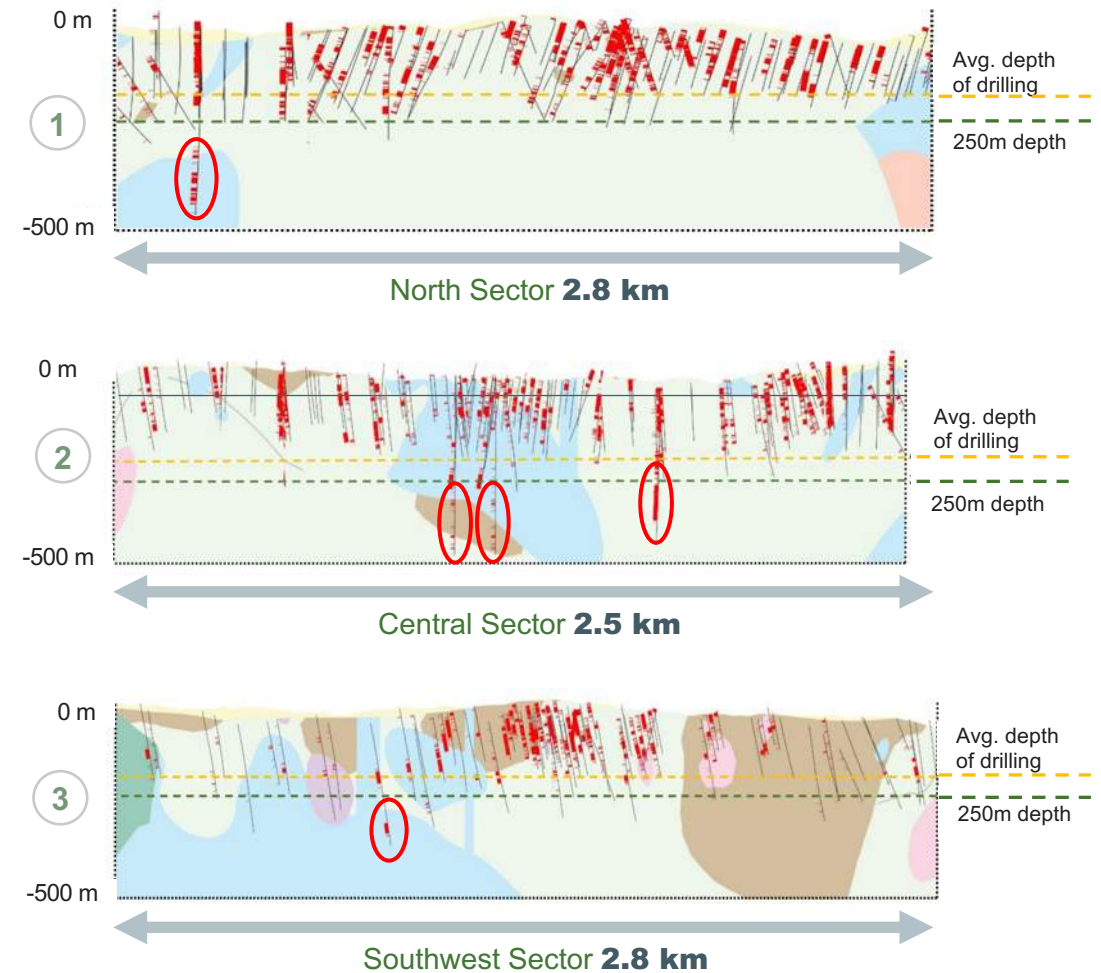 0 m
Avg. depth
of drilling
1
250m depth
-500 m
North Sector 2.8 km
0 m
Avg. depth
of drilling
2
250m depth
-500 m
Central Sector 2.5 km
0 m
Avg. depth
of drilling
3
250m depth
-500 m
Southwest Sector 2.8 km